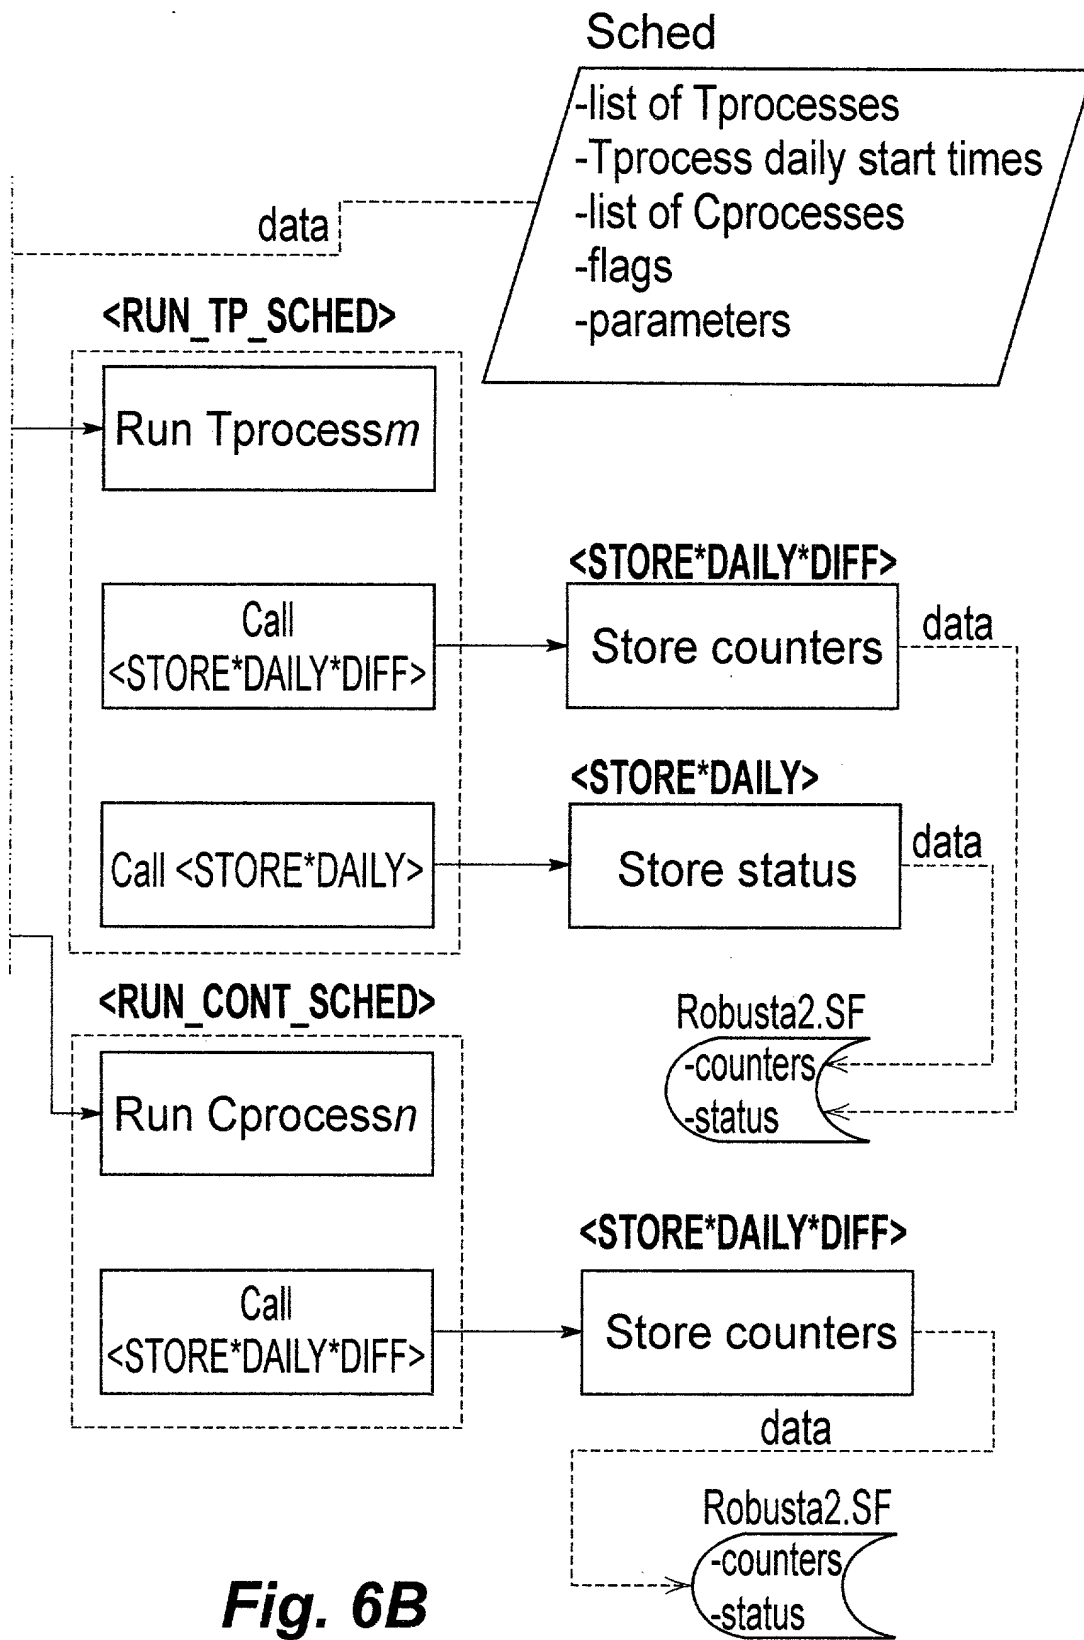 Sched
-list of Tprocesses
-Tprocess daily start times
-list of Cprocesses
-flags
-parameters
data
<RUN_TP_SCHED>
Run Tprocessm
Call
<STORE*DAILY*DIFF>
<STORE*DAILY*DIFF>
Store counters
data
Call <STORE*DAILY>
<STORE*DAILY>
Store status
data
Robusta2.SF
-counters
-status
<RUN_CONT_SCHED>
Run Cprocessn
Call
<STORE*DAILY*DIFF>
<STORE*DAILY*DIFF>
Store counters
data
Robusta2.SF
-counters
-status
Fig. 6B